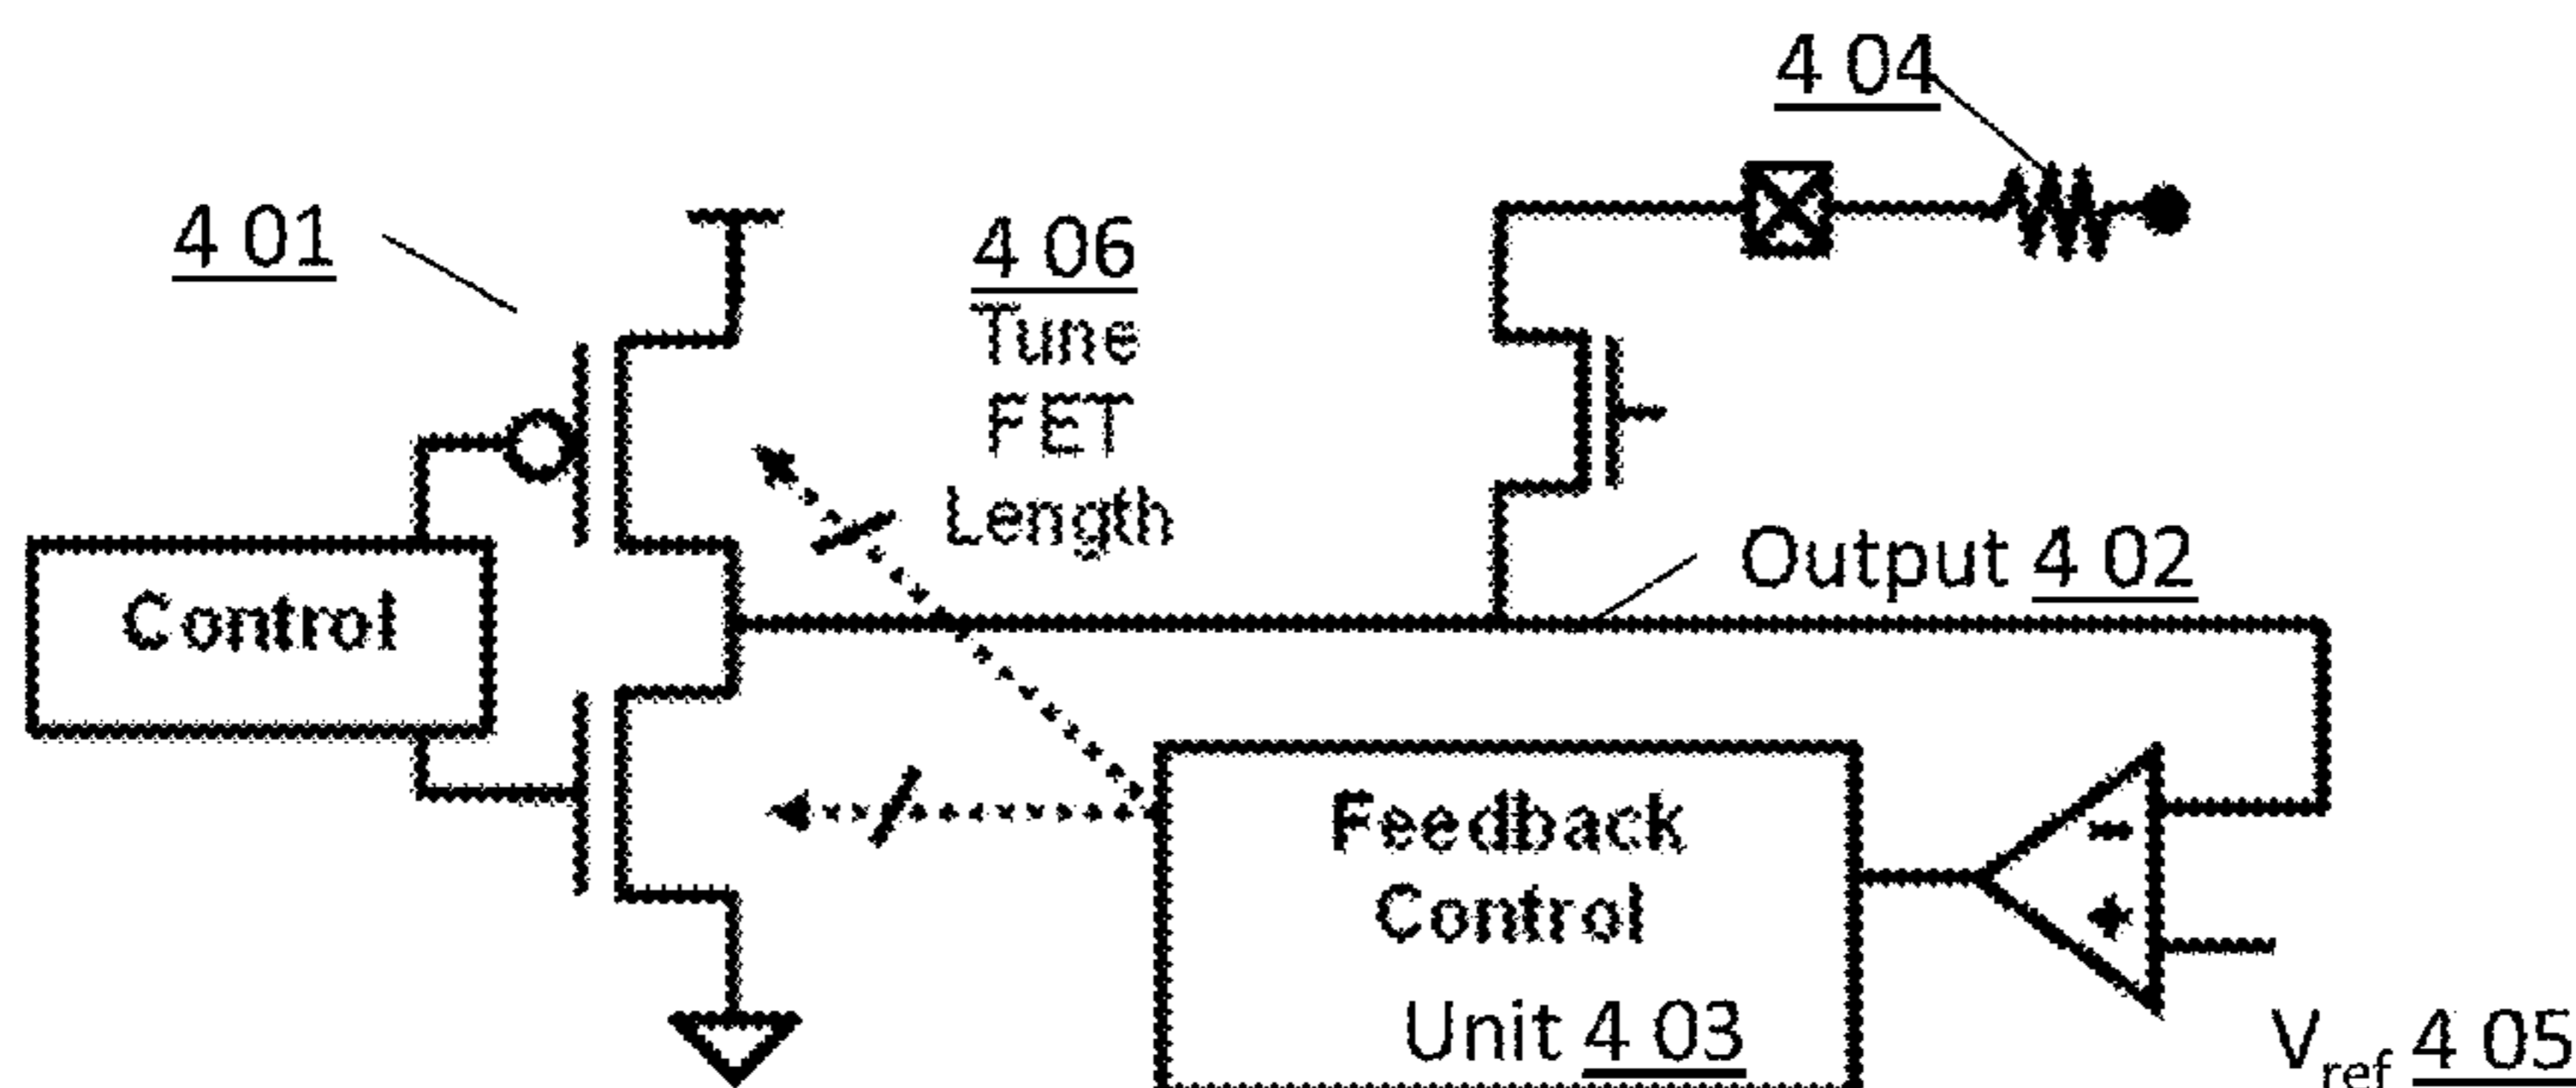 4 04
4 01
4 06
Tune
FET
Length
Output 4 02
Control
Feedback
Control
Unit 4 03
-
+
Vref 4 05